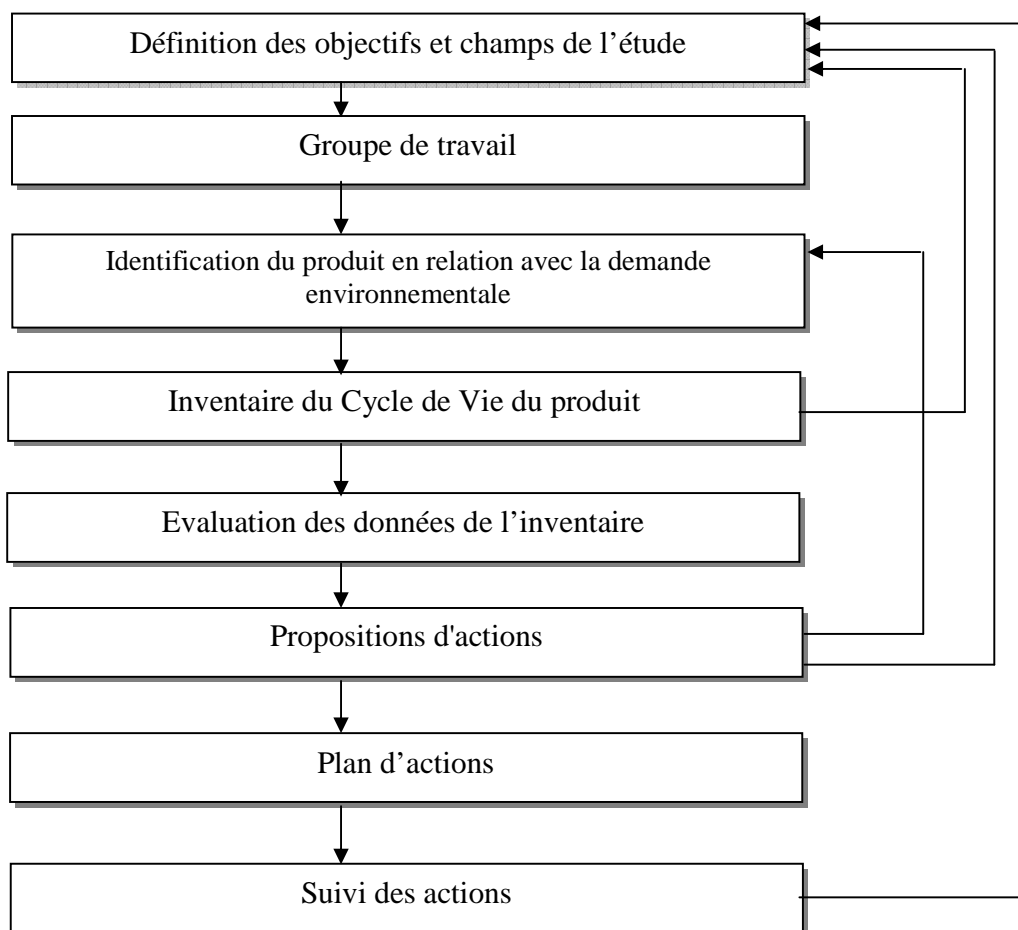 Définition des objectifs et champs de l’étude
Groupe de travail
Identification du produit en relation avec la demande
environnementale
Inventaire du Cycle de Vie du produit
Evaluation des données de l’inventaire
Propositions d'actions
Plan d’actions
Suivi des actions